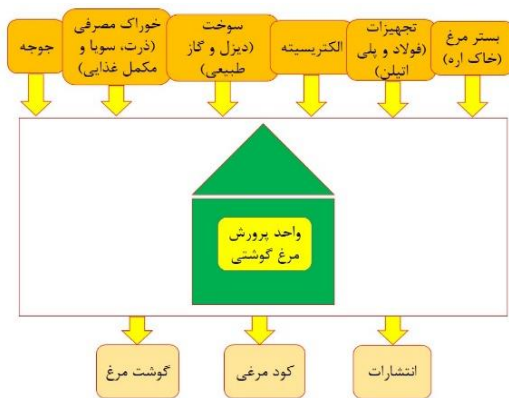 بستر مرغ
(خاک اره)
تجهیزات
(فولاد و پلی
اتیلن)
الکتریسیته
سوخت
(دیزل و گاز
طبیعی)
خوراک مصرفی
(ذرت، سویا و
مکمل غذایی)
جوجه
واحد پرورش
مرغ گوشتی
انتشارات
کود مرغی
گوشت مرغ